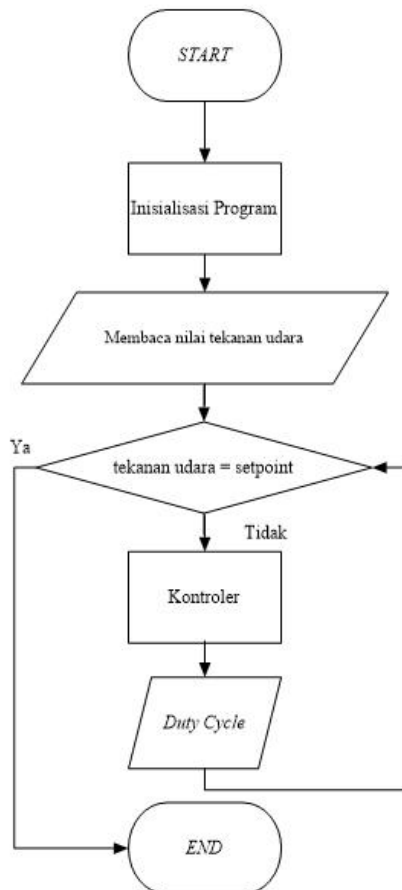 START
Inisialisasi Program
Membaca nilai tekanan udara
Ya
tekanan udara = setpoint
Tidak
Kontroler
Duty Cycle
END